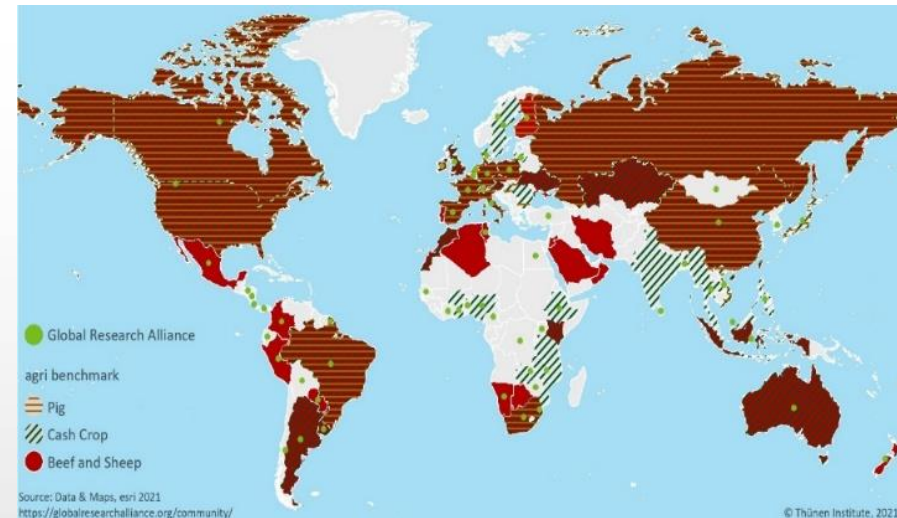 Global Research Alliance
agri benchmark
Pig
Cash Crop
Beef and Sheep
Source: Data & Maps, esri 2021
https://globalresearchalliance.org/community/
© Thünen Institute, 2021